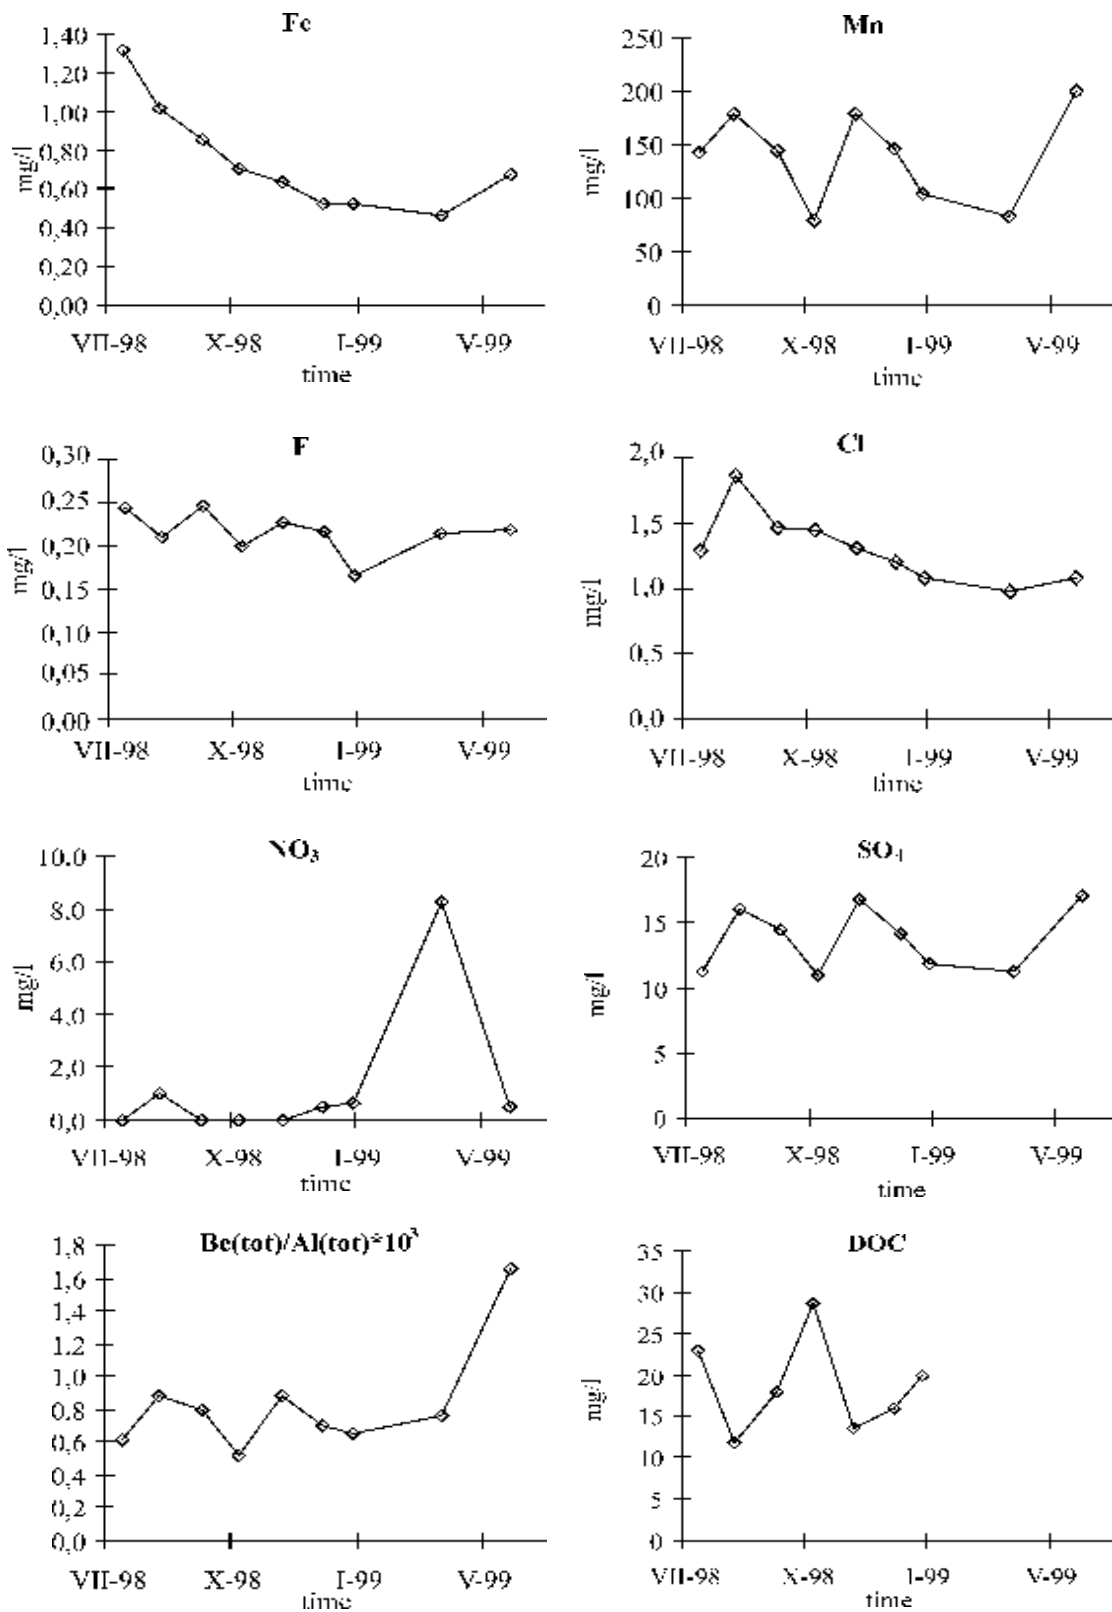 Fe
1,40
1,20
1,00
0,80
0,60
0,40
0,20
0,00
mg/l
VII-98 X-98 I-99 V-99
time
Mn
250
200
150
100
50
0
mg/l
VII-98 X-98 I-99 V-99
time
F
0,30
0,25
0,20
0,15
0,10
0,05
0,00
mg/l
VII-98 X-98 I-99 V-99
time
Cl
2,0
1,5
1,0
0,5
0,0
mg/l
VII-98 X-98 I-99 V-99
time
NO₃
10,0
8,0
6,0
4,0
2,0
0,0
mg/l
VII-98 X-98 I-99 V-99
time
SO₄
20
15
10
5
0
mg/l
VII-98 X-98 I-99 V-99
time
Be(tot)/Al(tot)*10³
1,8
1,6
1,4
1,2
1,0
0,8
0,6
0,4
0,2
0,0
VII-98 X-98 I-99 V-99
time
DOC
35
30
25
20
15
10
5
0
mg/l
VII-98 X-98 I-99 V-99
time